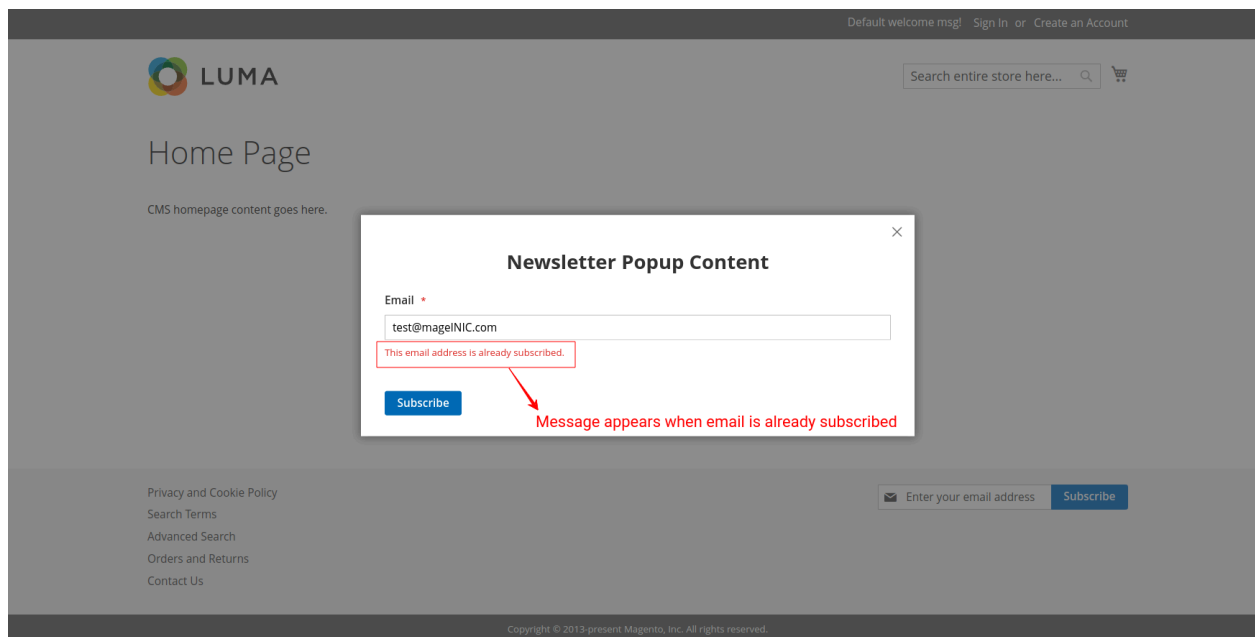 Default welcome msg! Sign In or Create an Account
LUMA
Search entire store here...
Home Page
CMS homepage content goes here.
Newsletter Popup Content
Email *
test@mageINIC.com
This email address is already subscribed.
Subscribe
Message appears when email is already subscribed
Privacy and Cookie Policy
Search Terms
Advanced Search
Orders and Returns
Contact Us
Enter your email address Subscribe
Copyright © 2013-present Magento, Inc. All rights reserved.